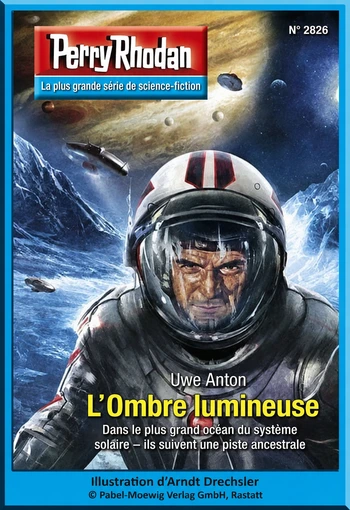 Perry Rhodan
N° 2826
La plus grande série de science-fiction
Uwe Anton
L'Ombre lumineuse
Dans le plus grand océan du système
solaire – ils suivent une piste ancestrale
Illustration d'Arndt Drechsler
© Pabel-Moewig Verlag GmbH, Rastatt